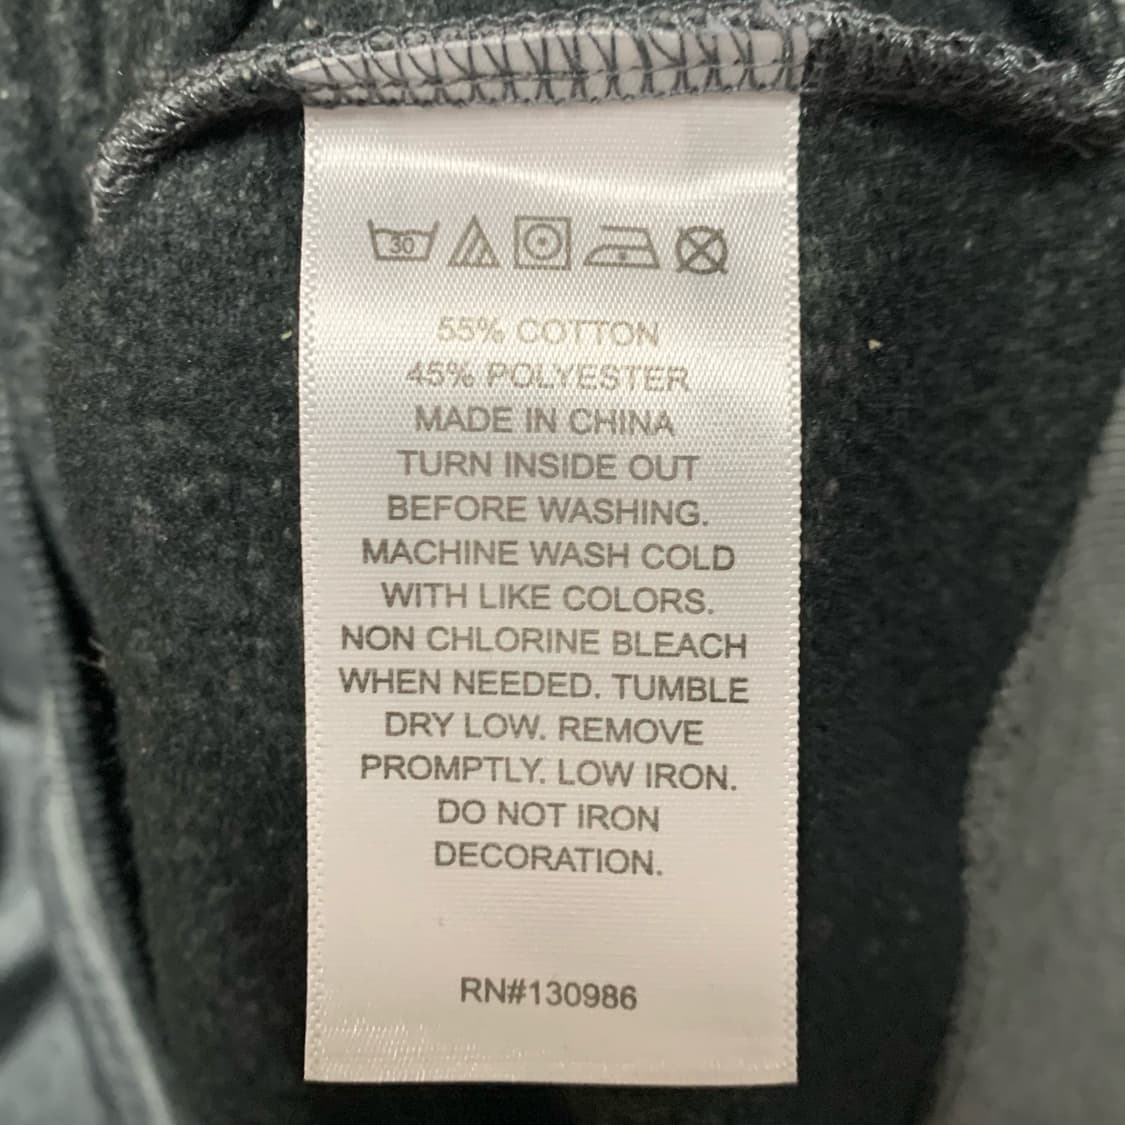 30
55% COTTON
45% POLYESTER
MADE IN CHINA
TURN INSIDE OUT
BEFORE WASHING.
MACHINE WASH COLD
WITH LIKE COLORS.
NON CHLORINE BLEACH
WHEN NEEDED. TUMBLE
DRY LOW. REMOVE
PROMPTLY. LOW IRON.
DO NOT IRON
DECORATION.
RN#130986